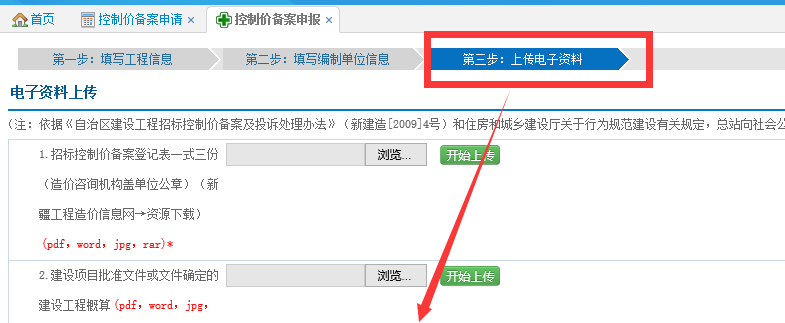 首页 控制价备案申请 × 控制价备案申报 ×
第一步：填写工程信息 第二步：填写编制单位信息 第三步：上传电子资料
电子资料上传
（注：依据《自治区建设工程招标控制价备案及投诉处理办法》（新建造[2009]4号）和住房和城乡建设厅关于行为规范建设有关规定，总站向社会公
1.招标控制价备案登记表一式三份 浏览... 开始上传
（造价咨询机构盖单位公章）（新
疆工程造价信息网→资源下载）
(pdf，word，jpg，rar)*
2.建设项目批准文件或文件确定的 浏览... 开始上传
建设工程概算(pdf，word，jpg，